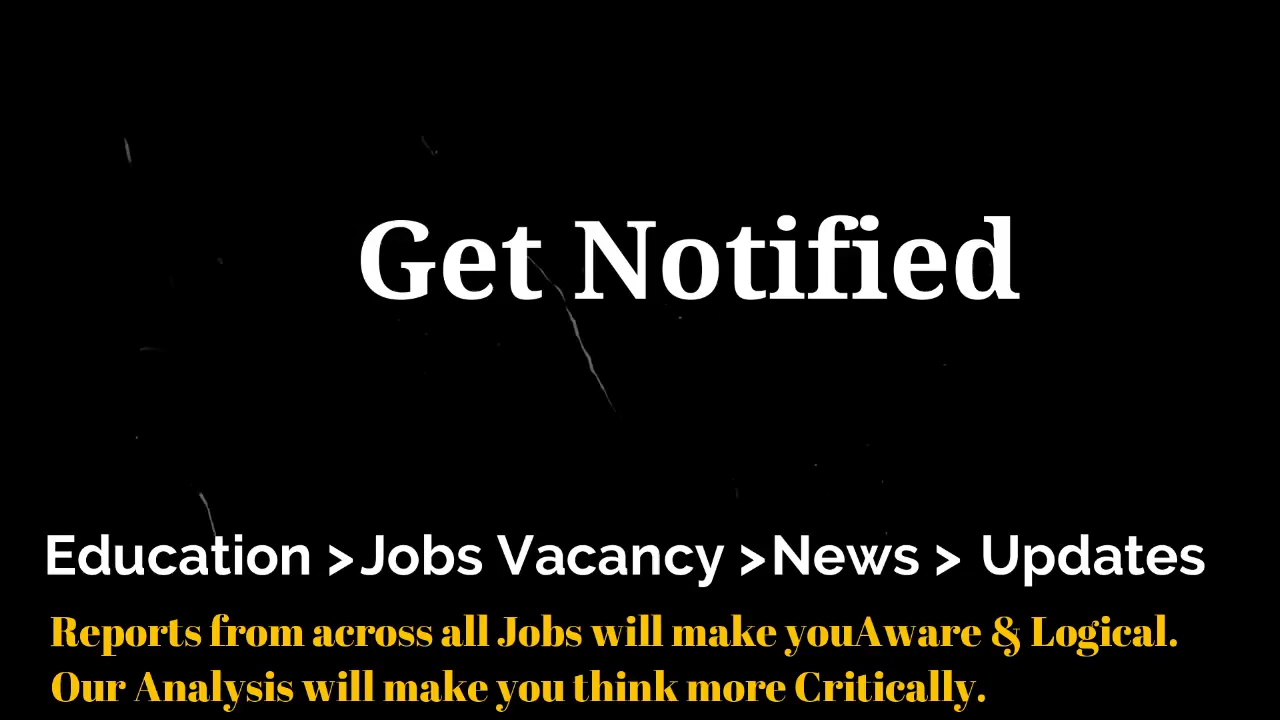 Get Notified
Education >Jobs Vacancy >News > Updates
Reports from across all Jobs will make youAware & Logical.
Our Analysis will make you think more Critically.